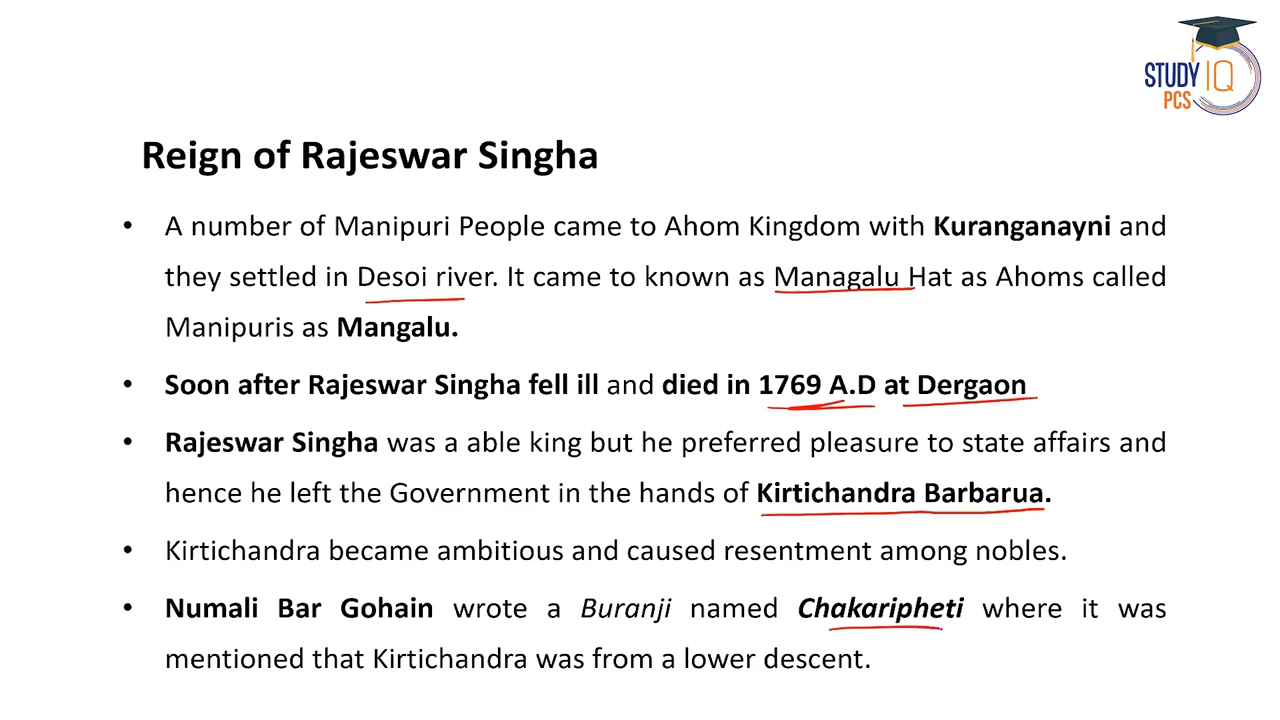 STUDY IQ
PCS
Reign of Rajeswar Singha
• A number of Manipuri People came to Ahom Kingdom with Kuranganayni and
they settled in Desoi river. It came to known as Managalu Hat as Ahoms called
Manipuris as Mangalu.
• Soon after Rajeswar Singha fell ill and died in 1769 A.D at Dergaon
• Rajeswar Singha was a able king but he preferred pleasure to state affairs and
hence he left the Government in the hands of Kirtichandra Barbarua.
• Kirtichandra became ambitious and caused resentment among nobles.
• Numali Bar Gohain wrote a Buranji named Chakaripheti where it was
mentioned that Kirtichandra was from a lower descent.